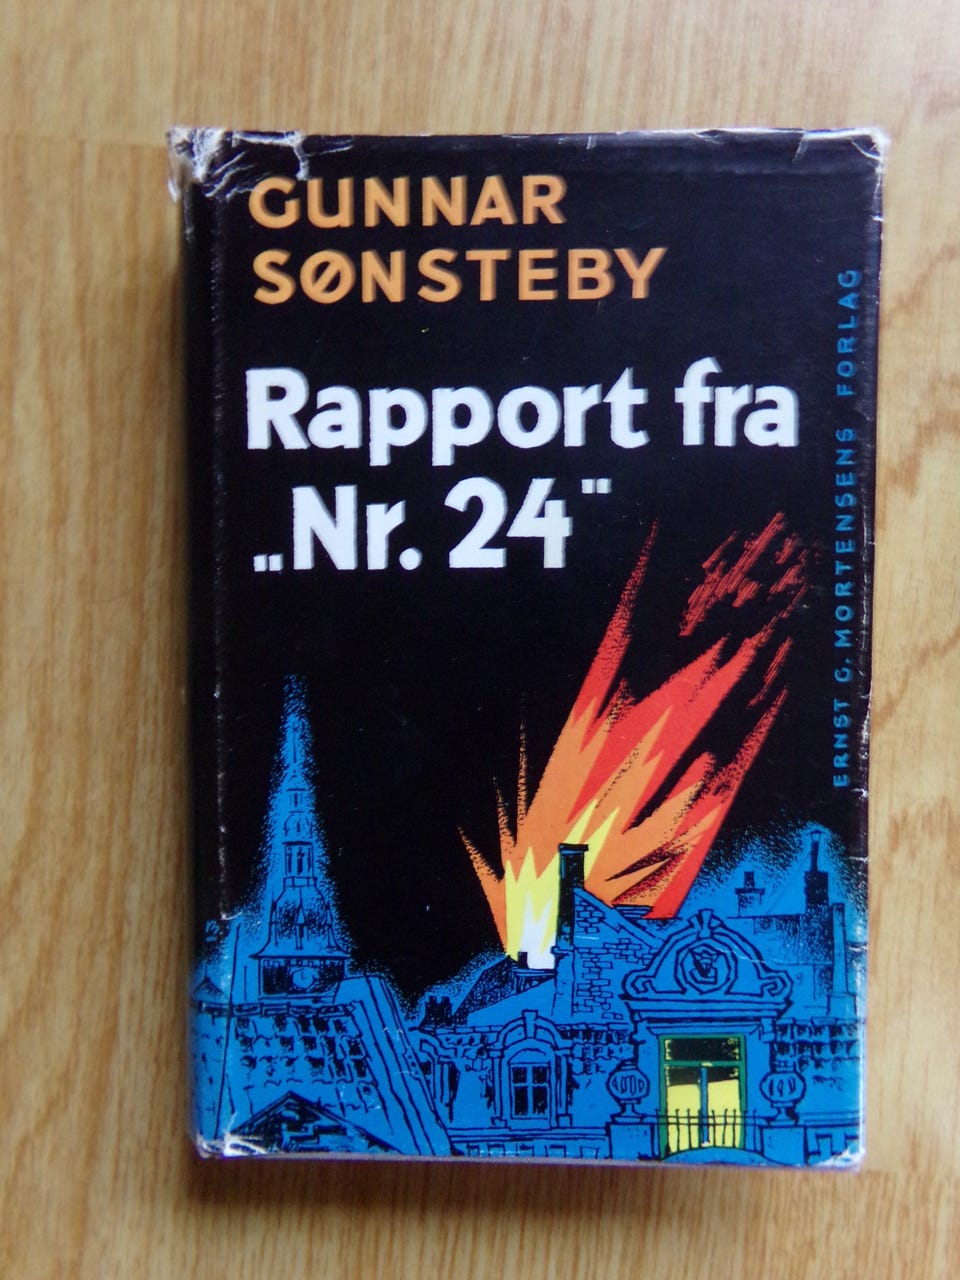 GUNNAR
SØNSTEBY
Rapport fra
„Nr. 24"
ERNST G. MORTENSENS FORLAG